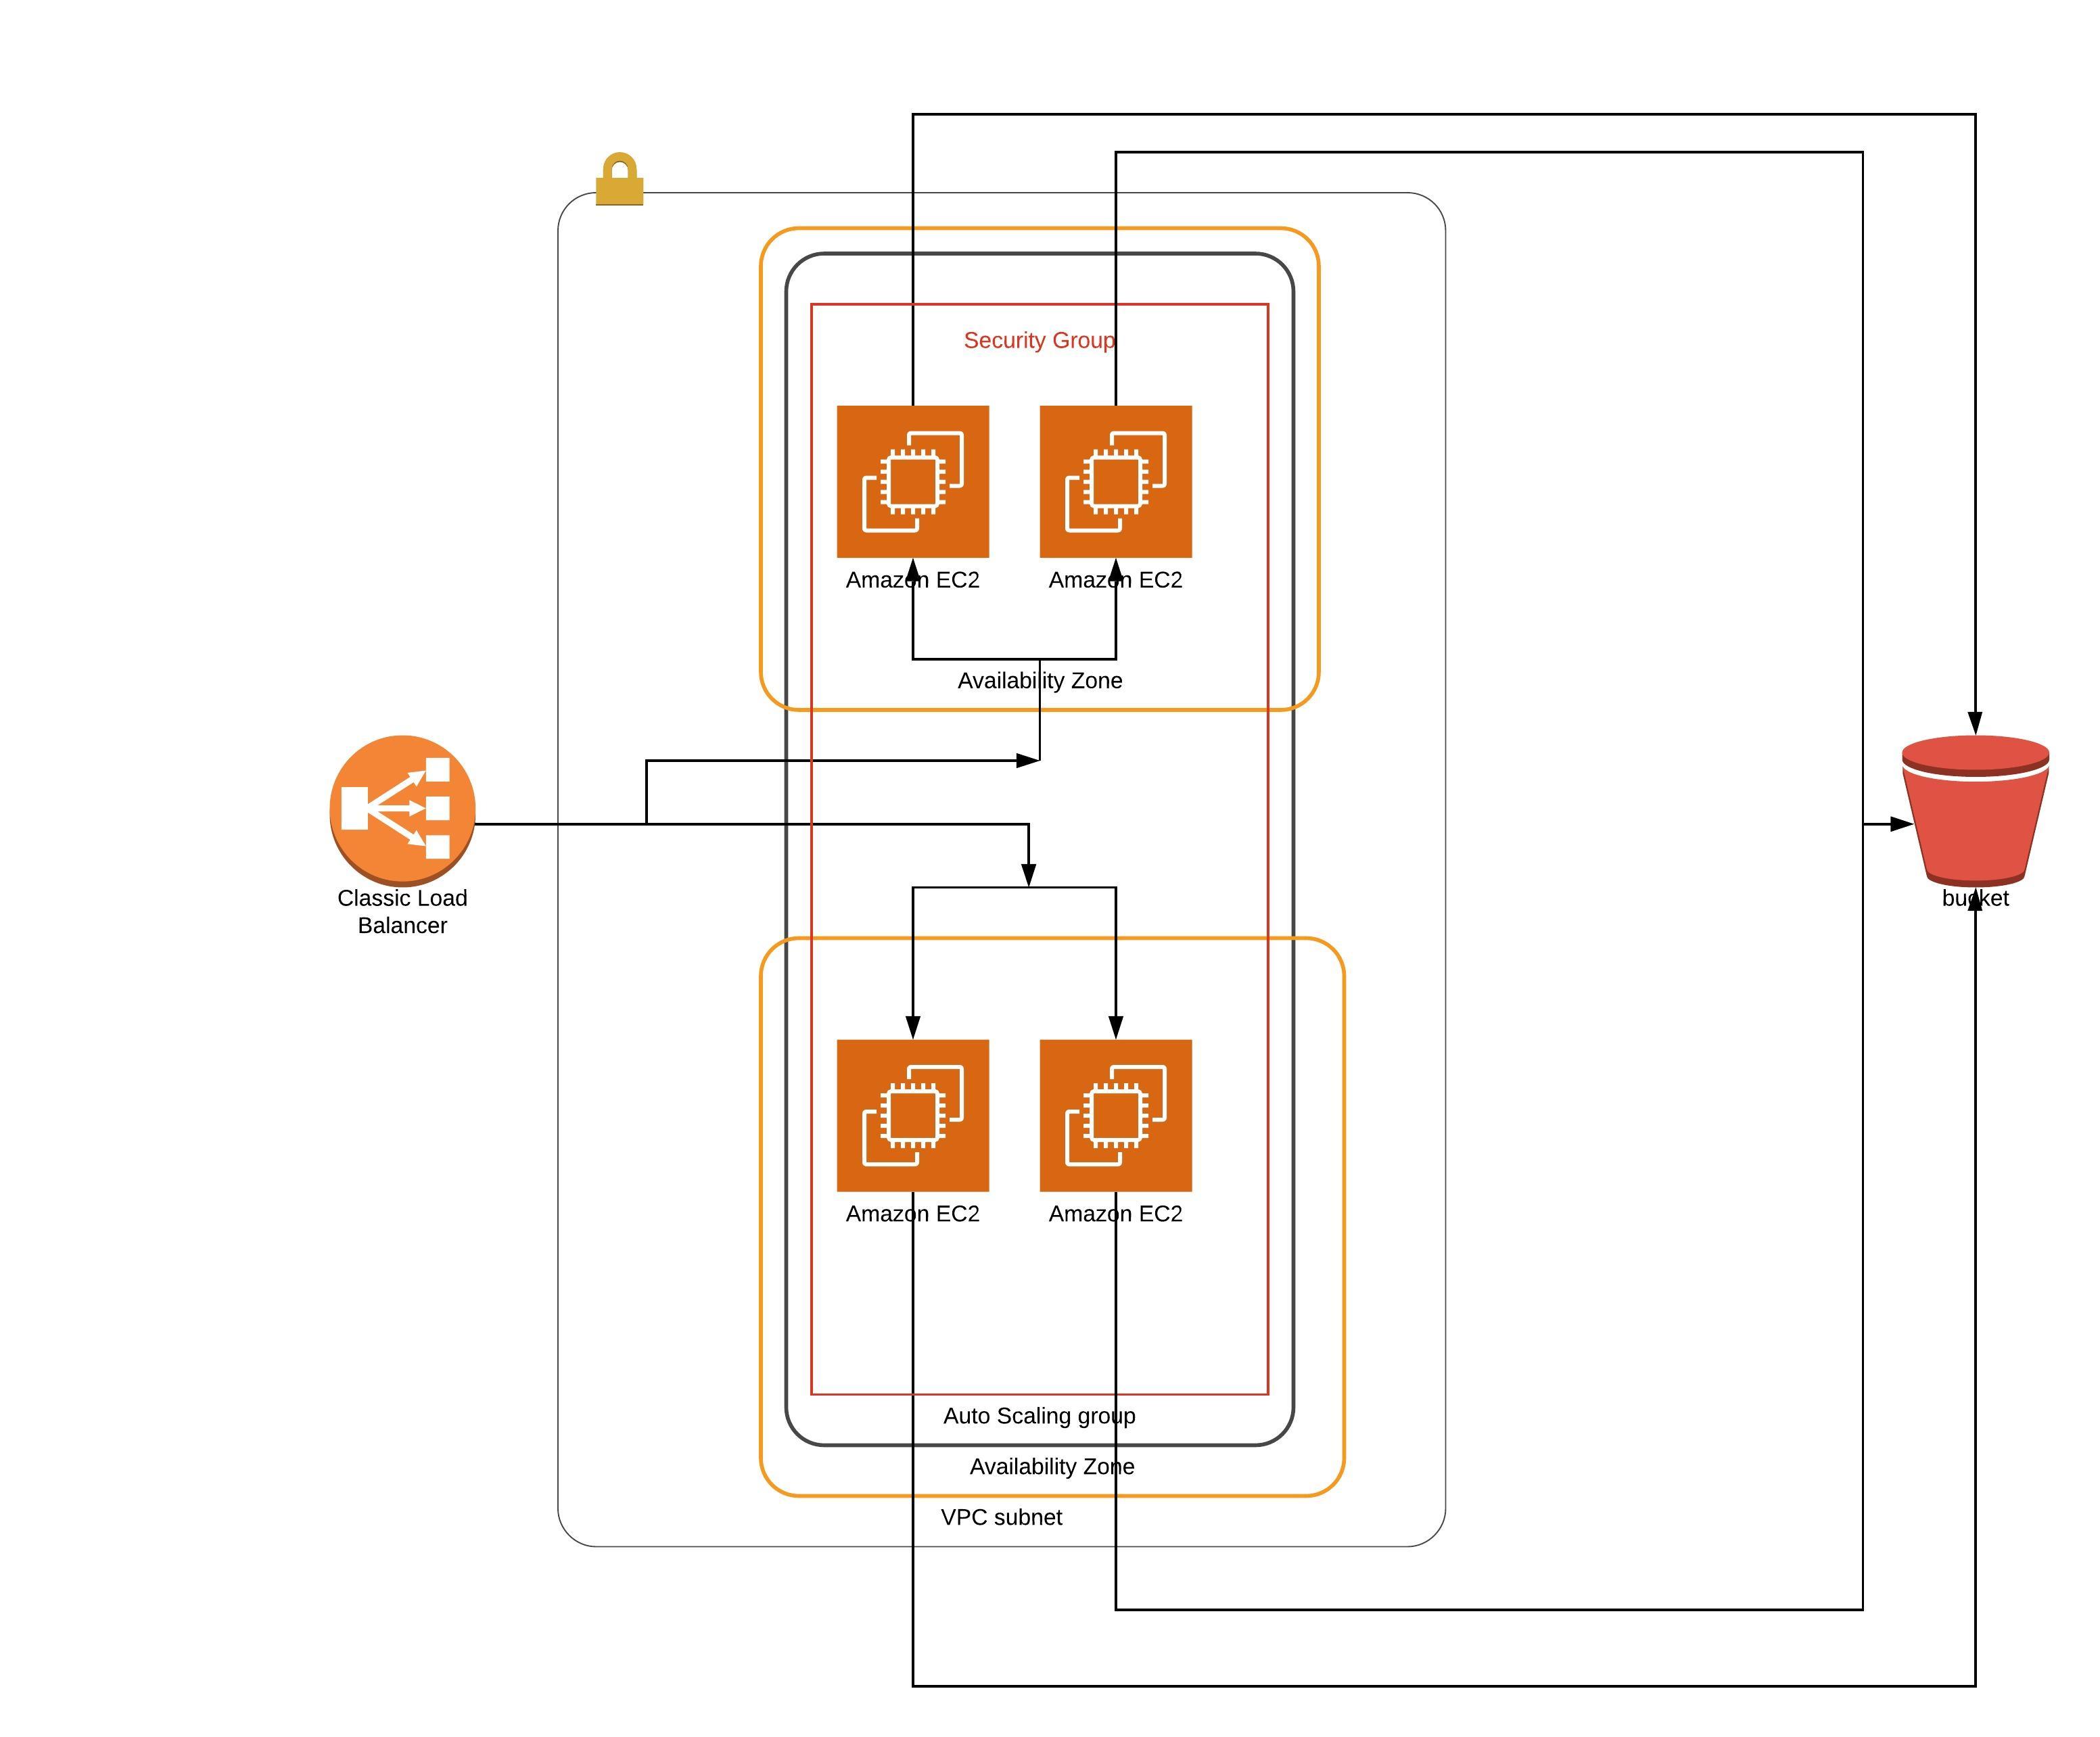 Security Group
Amazon EC2
Amazon EC2
Availability Zone
Classic Load
Balancer
bucket
Amazon EC2
Amazon EC2
Auto Scaling group
Availability Zone
VPC subnet